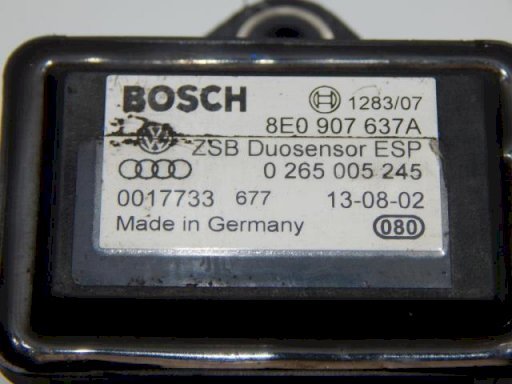 BOSCH 1283/07
8E0 907 637A
ZSB Duosensor ESP
0 265 005 245
0017733 677 13-08-02
Made in Germany 080